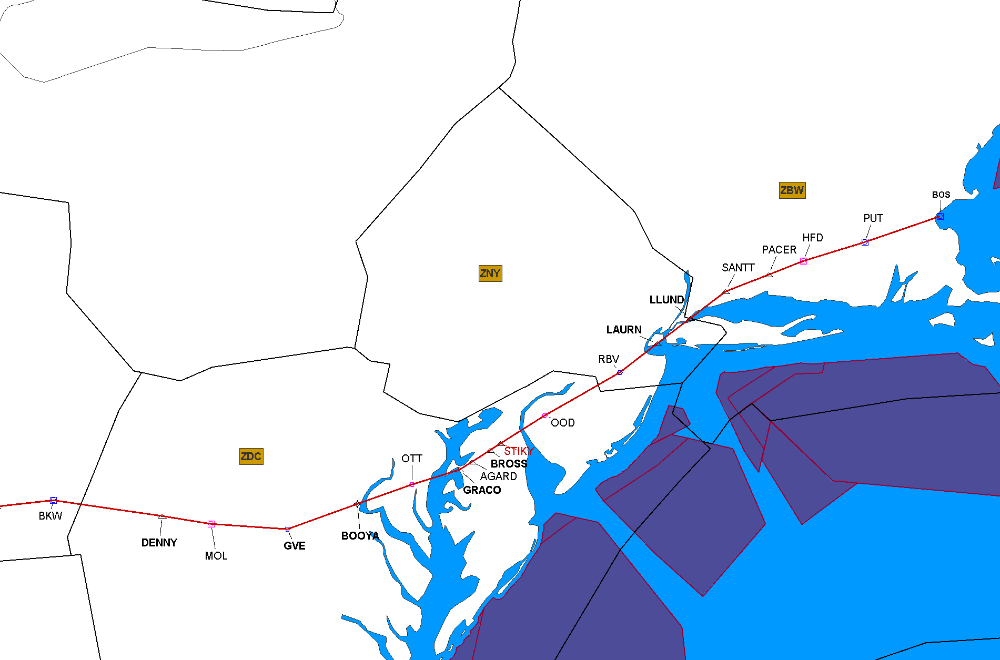 ZBW
BOS
PUT
HFD
PACER
SANTT
ZNY
LLUND
LAURN
RBV
OOD
STIKY
ZDC
OTT
BROSS
AGARD
GRACO
BKW
BOOYA
DENNY
GVE
MOL